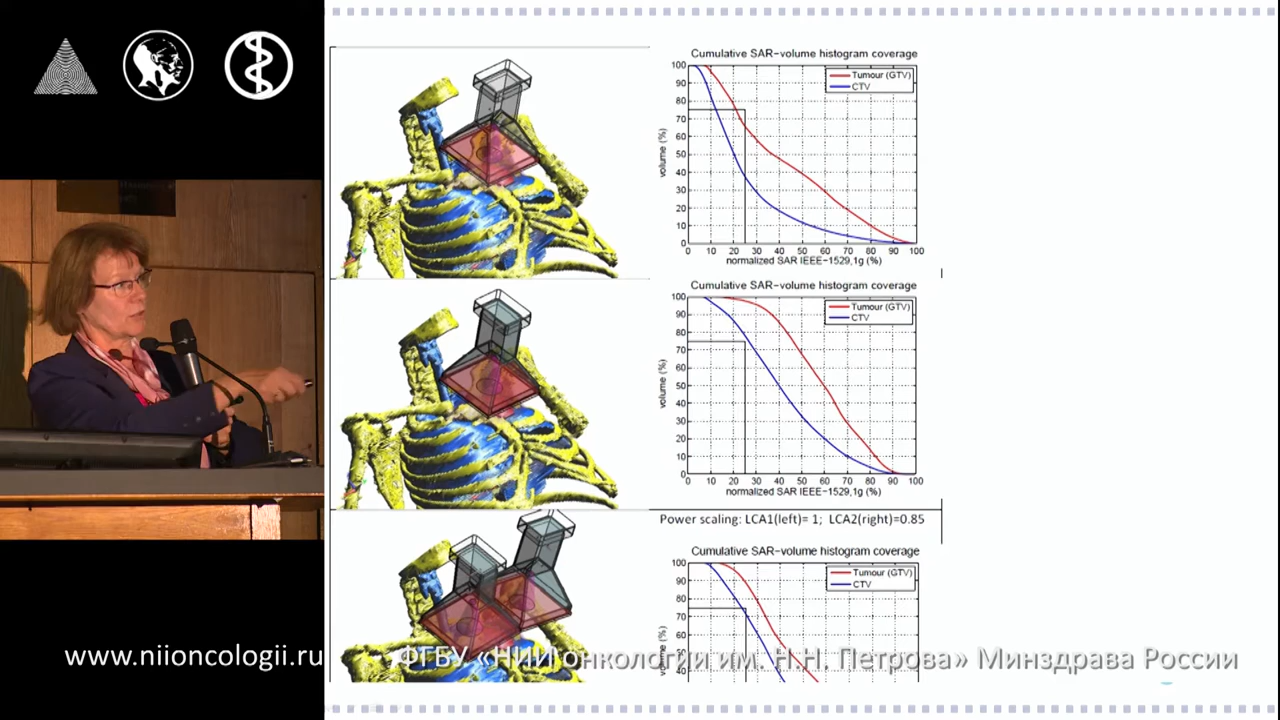 Cumulative SAR−volume histogram coverage
Tumour (GTV)
CTV
volume (%)
100
90
80
70
60
50
40
30
20
10
0
0 10 20 30 40 50 60 70 80 90 100
normalized SAR IEEE−1529,1g (%)
Cumulative SAR−volume histogram coverage
Tumour (GTV)
CTV
volume (%)
100
90
80
70
60
50
40
30
20
10
0
0 10 20 30 40 50 60 70 80 90 100
normalized SAR IEEE−1529,1g (%)
Power scaling: LCA1(left)= 1; LCA2(right)=0.85
Cumulative SAR−volume histogram coverage
Tumour (GTV)
CTV
volume (%)
100
90
80
70
60
50
40
www.niioncologii.ru
ФГБУ «НИИ онкологии им. Н.Н. Петрова» Минздрава России